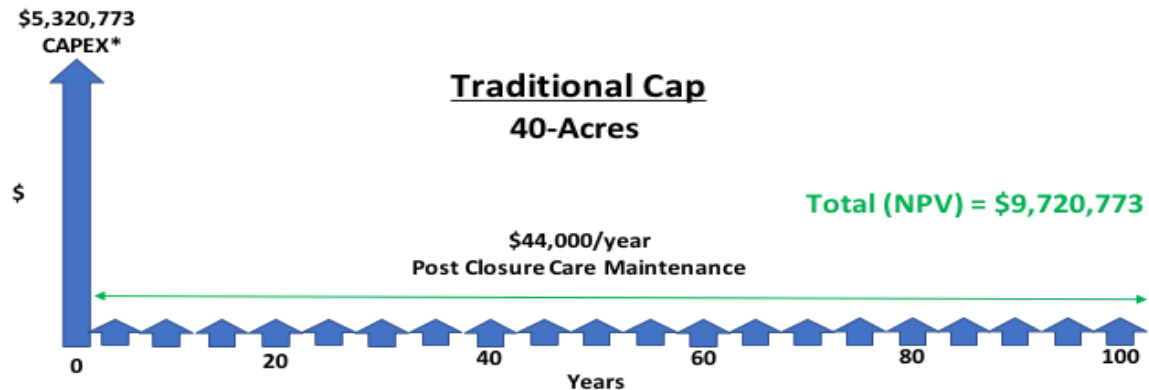 $5,320,773
CAPEX*
Traditional Cap
40-Acres
$
Total (NPV) = $9,720,773
$44,000/year
Post Closure Care Maintenance
0 20 40 60 80 100
Years